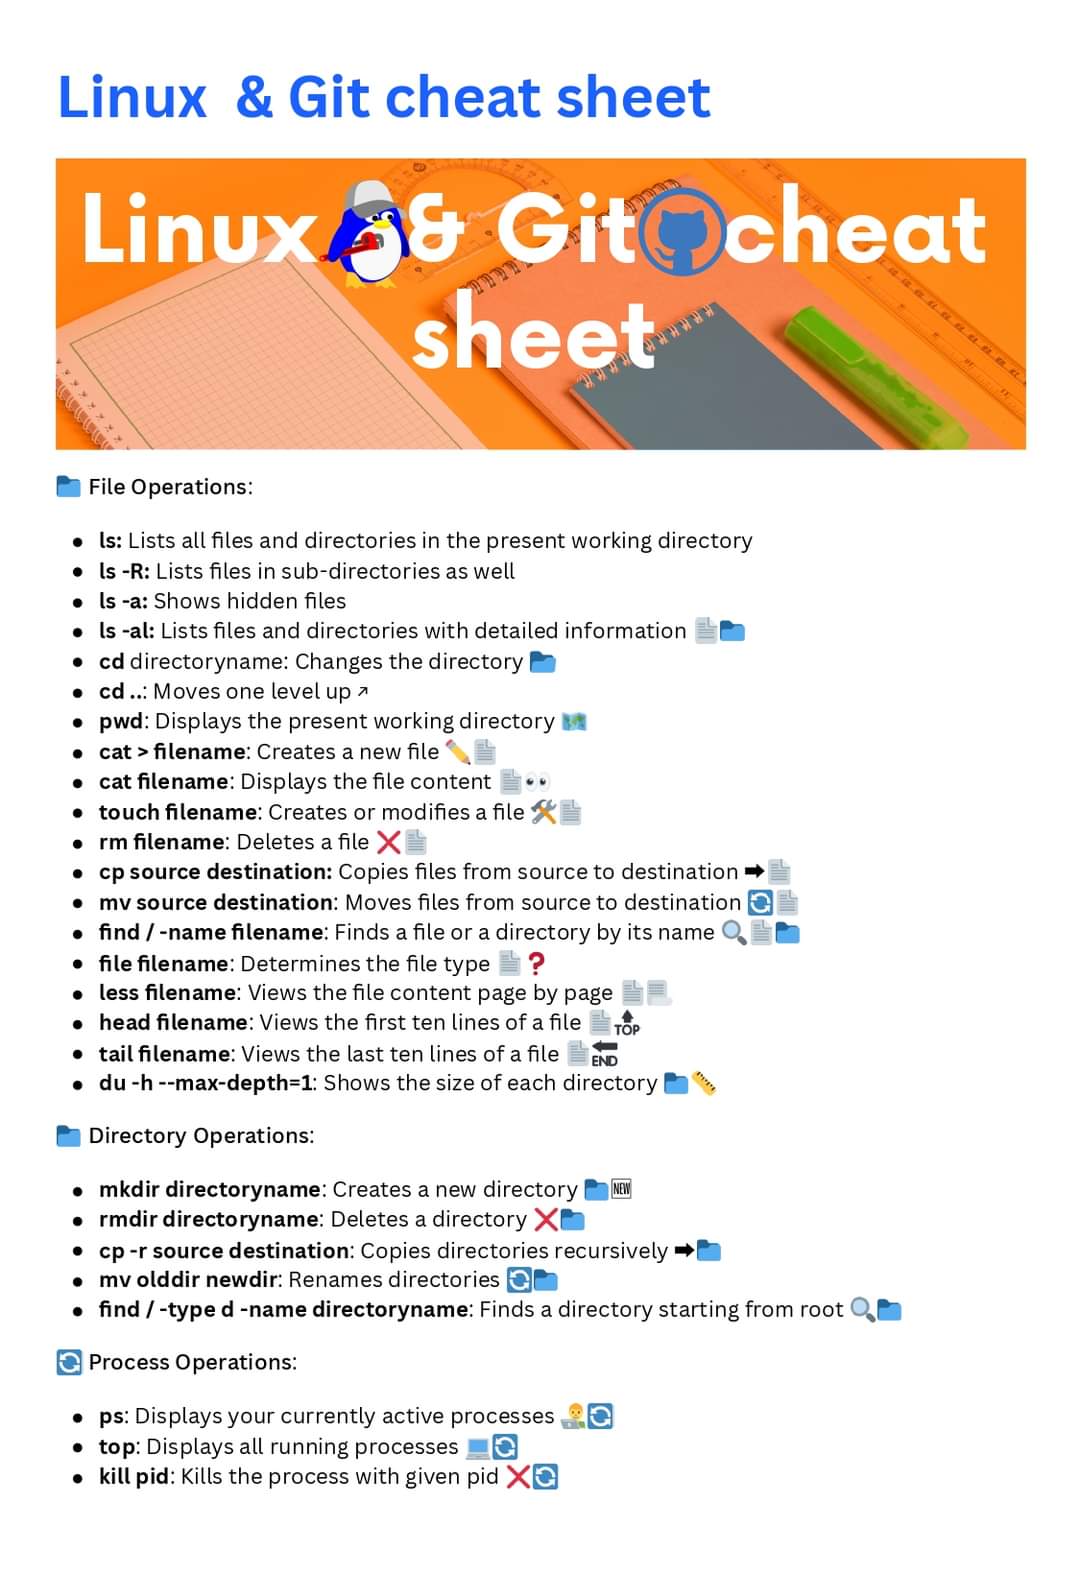 Linux & Git cheat sheet
Linux & Git cheat
sheet
File Operations:
● ls: Lists all files and directories in the present working directory
● ls -R: Lists files in sub-directories as well
● ls -a: Shows hidden files
● ls -al: Lists files and directories with detailed information 📄📁
● cd directoryname: Changes the directory 📂
● cd ..: Moves one level up ↗
● pwd: Displays the present working directory 🗺️
● cat > filename: Creates a new file ✏️📄
● cat filename: Displays the file content 📄👀
● touch filename: Creates or modifies a file 🛠️📄
● rm filename: Deletes a file ❌📄
● cp source destination: Copies files from source to destination ➡📄
● mv source destination: Moves files from source to destination 🔄📄
● find / -name filename: Finds a file or a directory by its name 🔍📄📁
● file filename: Determines the file type 📄❓
● less filename: Views the file content page by page 📄📃
● head filename: Views the first ten lines of a file 📄🔝
● tail filename: Views the last ten lines of a file 📄🔚
● du -h --max-depth=1: Shows the size of each directory 📁📏
Directory Operations:
● mkdir directoryname: Creates a new directory 📁🆕
● rmdir directoryname: Deletes a directory ❌📁
● cp -r source destination: Copies directories recursively ➡📁
● mv olddir newdir: Renames directories 🔄📁
● find / -type d -name directoryname: Finds a directory starting from root 🔍📁
Process Operations:
● ps: Displays your currently active processes 👨‍💻🔄
● top: Displays all running processes 💻🔄
● kill pid: Kills the process with given pid ❌🔄